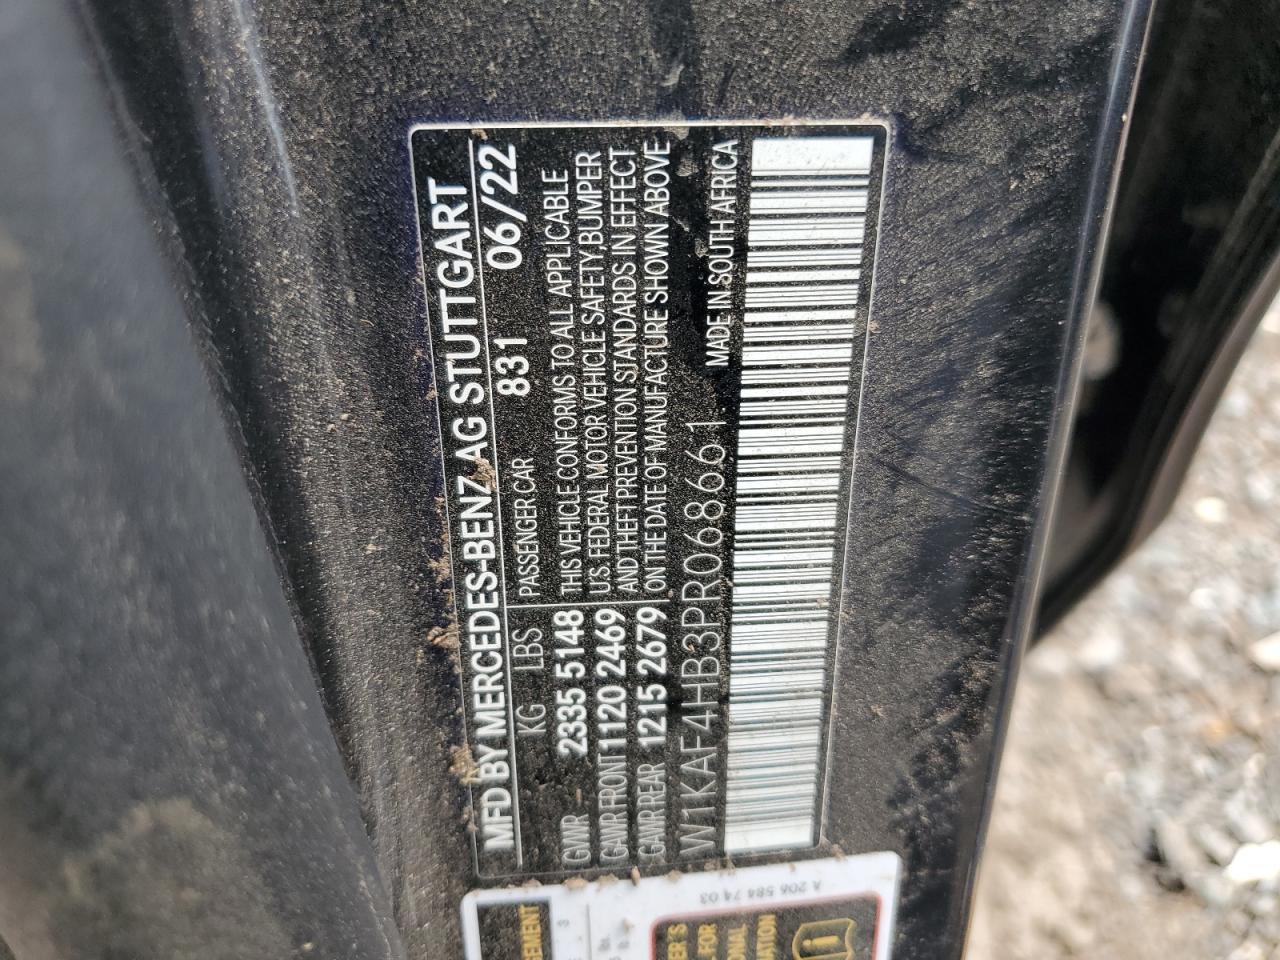 MFD BY MERCEDES-BENZ AG STUTTGART
KG LBS PASSENGER CAR 831 06/22
GVWR 2335 5148 THIS VEHICLE CONFORMS TO ALL APPLICABLE
GAWR FRONT 1120 2469 U.S. FEDERAL MOTOR VEHICLE SAFETY, BUMPER
GAWR REAR 1215 2679 AND THEFT PREVENTION STANDARDS IN EFFECT
ON THE DATE OF MANUFACTURE SHOWN ABOVE
W1KAF4HB3PR068661 MADE IN SOUTH AFRICA
A 206 584 74 03